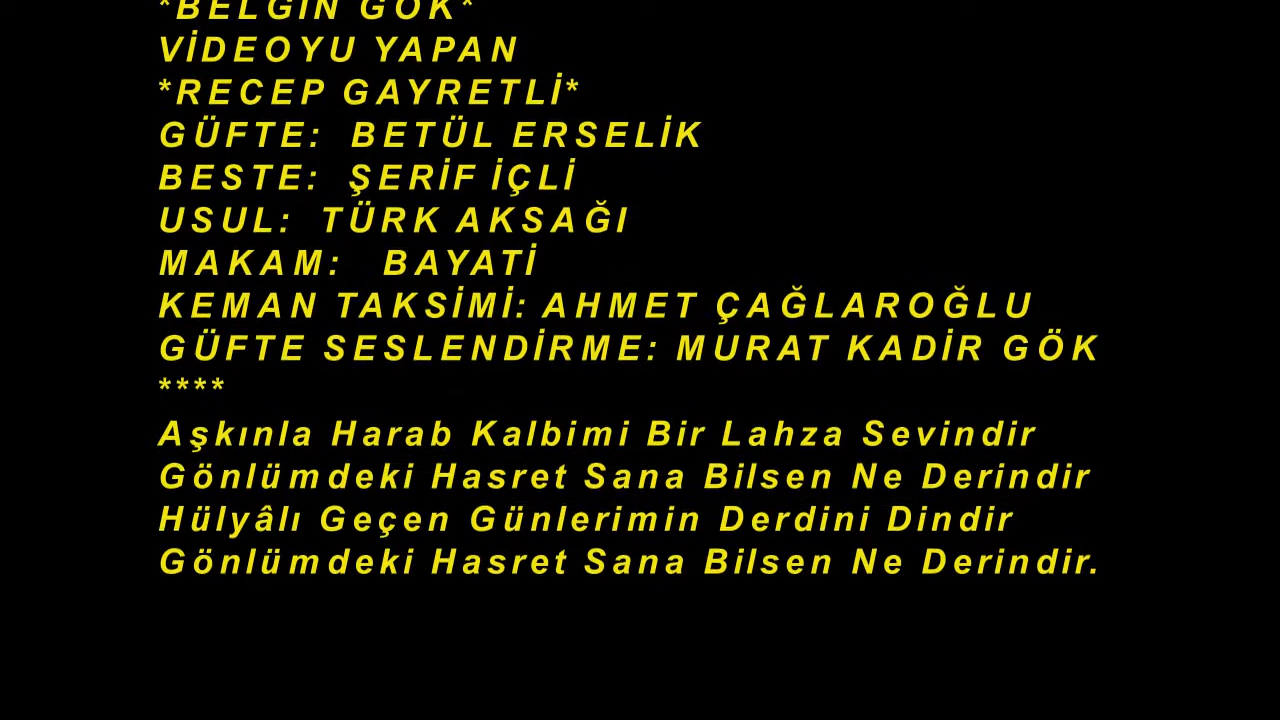 *BELGİN GÖK*
VİDEOYU YAPAN
*RECEP GAYRETLİ*
GÜFTE: BETÜL ERSELİK
BESTE: ŞERİF İÇLİ
USUL: TÜRK AKSAĞI
MAKAM: BAYATİ
KEMAN TAKSİMİ: AHMET ÇAĞLAROĞLU
GÜFTE SESLENDİRME: MURAT KADİR GÖK
****
Aşkınla Harab Kalbimi Bir Lahza Sevindir
Gönlümdeki Hasret Sana Bilsen Ne Derindir
Hülyâlı Geçen Günlerimin Derdini Dindir
Gönlümdeki Hasret Sana Bilsen Ne Derindir.